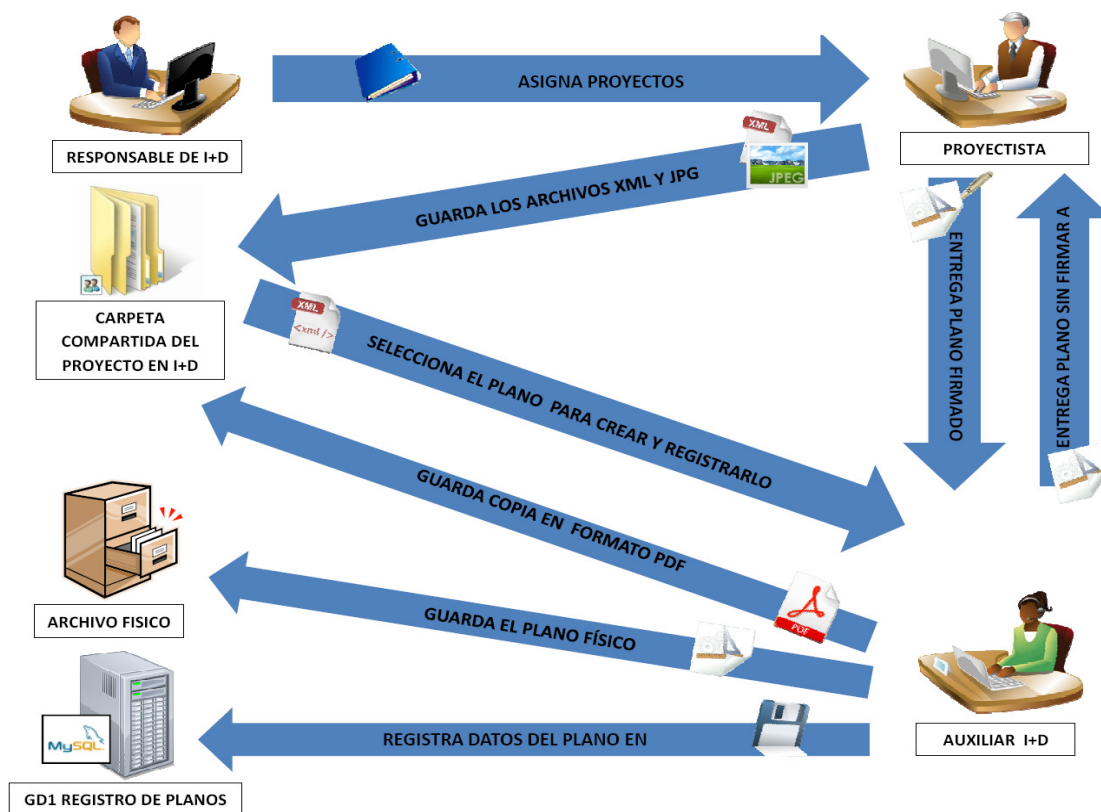 ASIGNA PROYECTOS
RESPONSABLE DE I+D
PROYECTISTA
XML
JPEG
GUARDA LOS ARCHIVOS XML Y JPG
CARPETA
COMPARTIDA DEL
PROYECTO EN I+D
XML
<xml />
SELECCIONA EL PLANO PARA CREAR Y REGISTRARLO
ENTREGA PLANO FIRMADO
ENTREGA PLANO SIN FIRMAR A
GUARDA COPIA EN FORMATO PDF
PDF
ARCHIVO FISICO
GUARDA EL PLANO FÍSICO
MySQL
REGISTRA DATOS DEL PLANO EN
AUXILIAR I+D
GD1 REGISTRO DE PLANOS